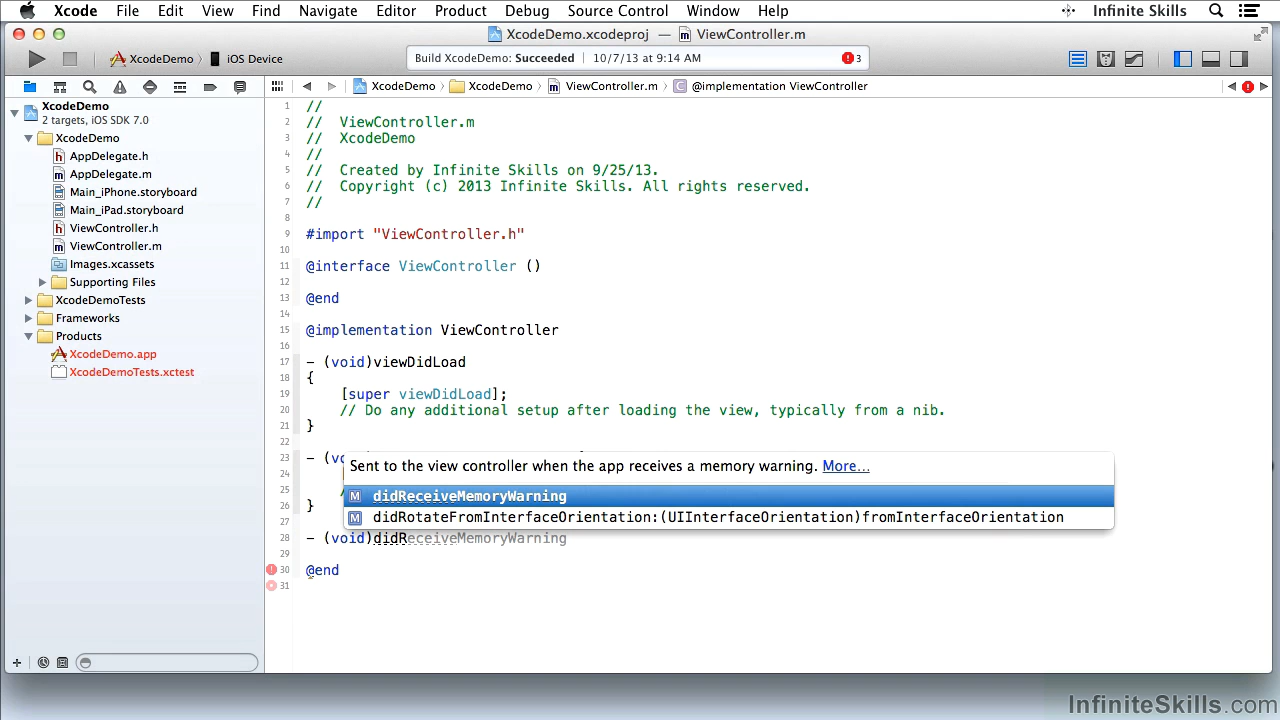 Xcode File Edit View Find Navigate Editor Product Debug Source Control Window Help Infinite Skills
XcodeDemo.xcodeproj — ViewController.m
XcodeDemo iOS Device Build XcodeDemo: Succeeded 10/7/13 at 9:14 AM 3
XcodeDemo XcodeDemo ViewController.m @implementation ViewController
XcodeDemo
2 targets, iOS SDK 7.0
XcodeDemo
AppDelegate.h
AppDelegate.m
Main_iPhone.storyboard
Main_iPad.storyboard
ViewController.h
ViewController.m
Images.xcassets
Supporting Files
XcodeDemoTests
Frameworks
Products
XcodeDemo.app
XcodeDemoTests.xctest
1 //
2 // ViewController.m
3 // XcodeDemo
4 //
5 // Created by Infinite Skills on 9/25/13.
6 // Copyright (c) 2013 Infinite Skills. All rights reserved.
7 //
8
9 #import "ViewController.h"
10
11 @interface ViewController ()
12
13 @end
14
15 @implementation ViewController
16
17 - (void)viewDidLoad
18 {
19 [super viewDidLoad];
20 // Do any additional setup after loading the view, typically from a nib.
21 }
22
23 - (vo
Sent to the view controller when the app receives a memory warning. More...
24
25
M didReceiveMemoryWarning
26 }
M didRotateFromInterfaceOrientation:(UIInterfaceOrientation)fromInterfaceOrientation
27
28 - (void)didReceiveMemoryWarning
29
30 @end
31
InfiniteSkills.com